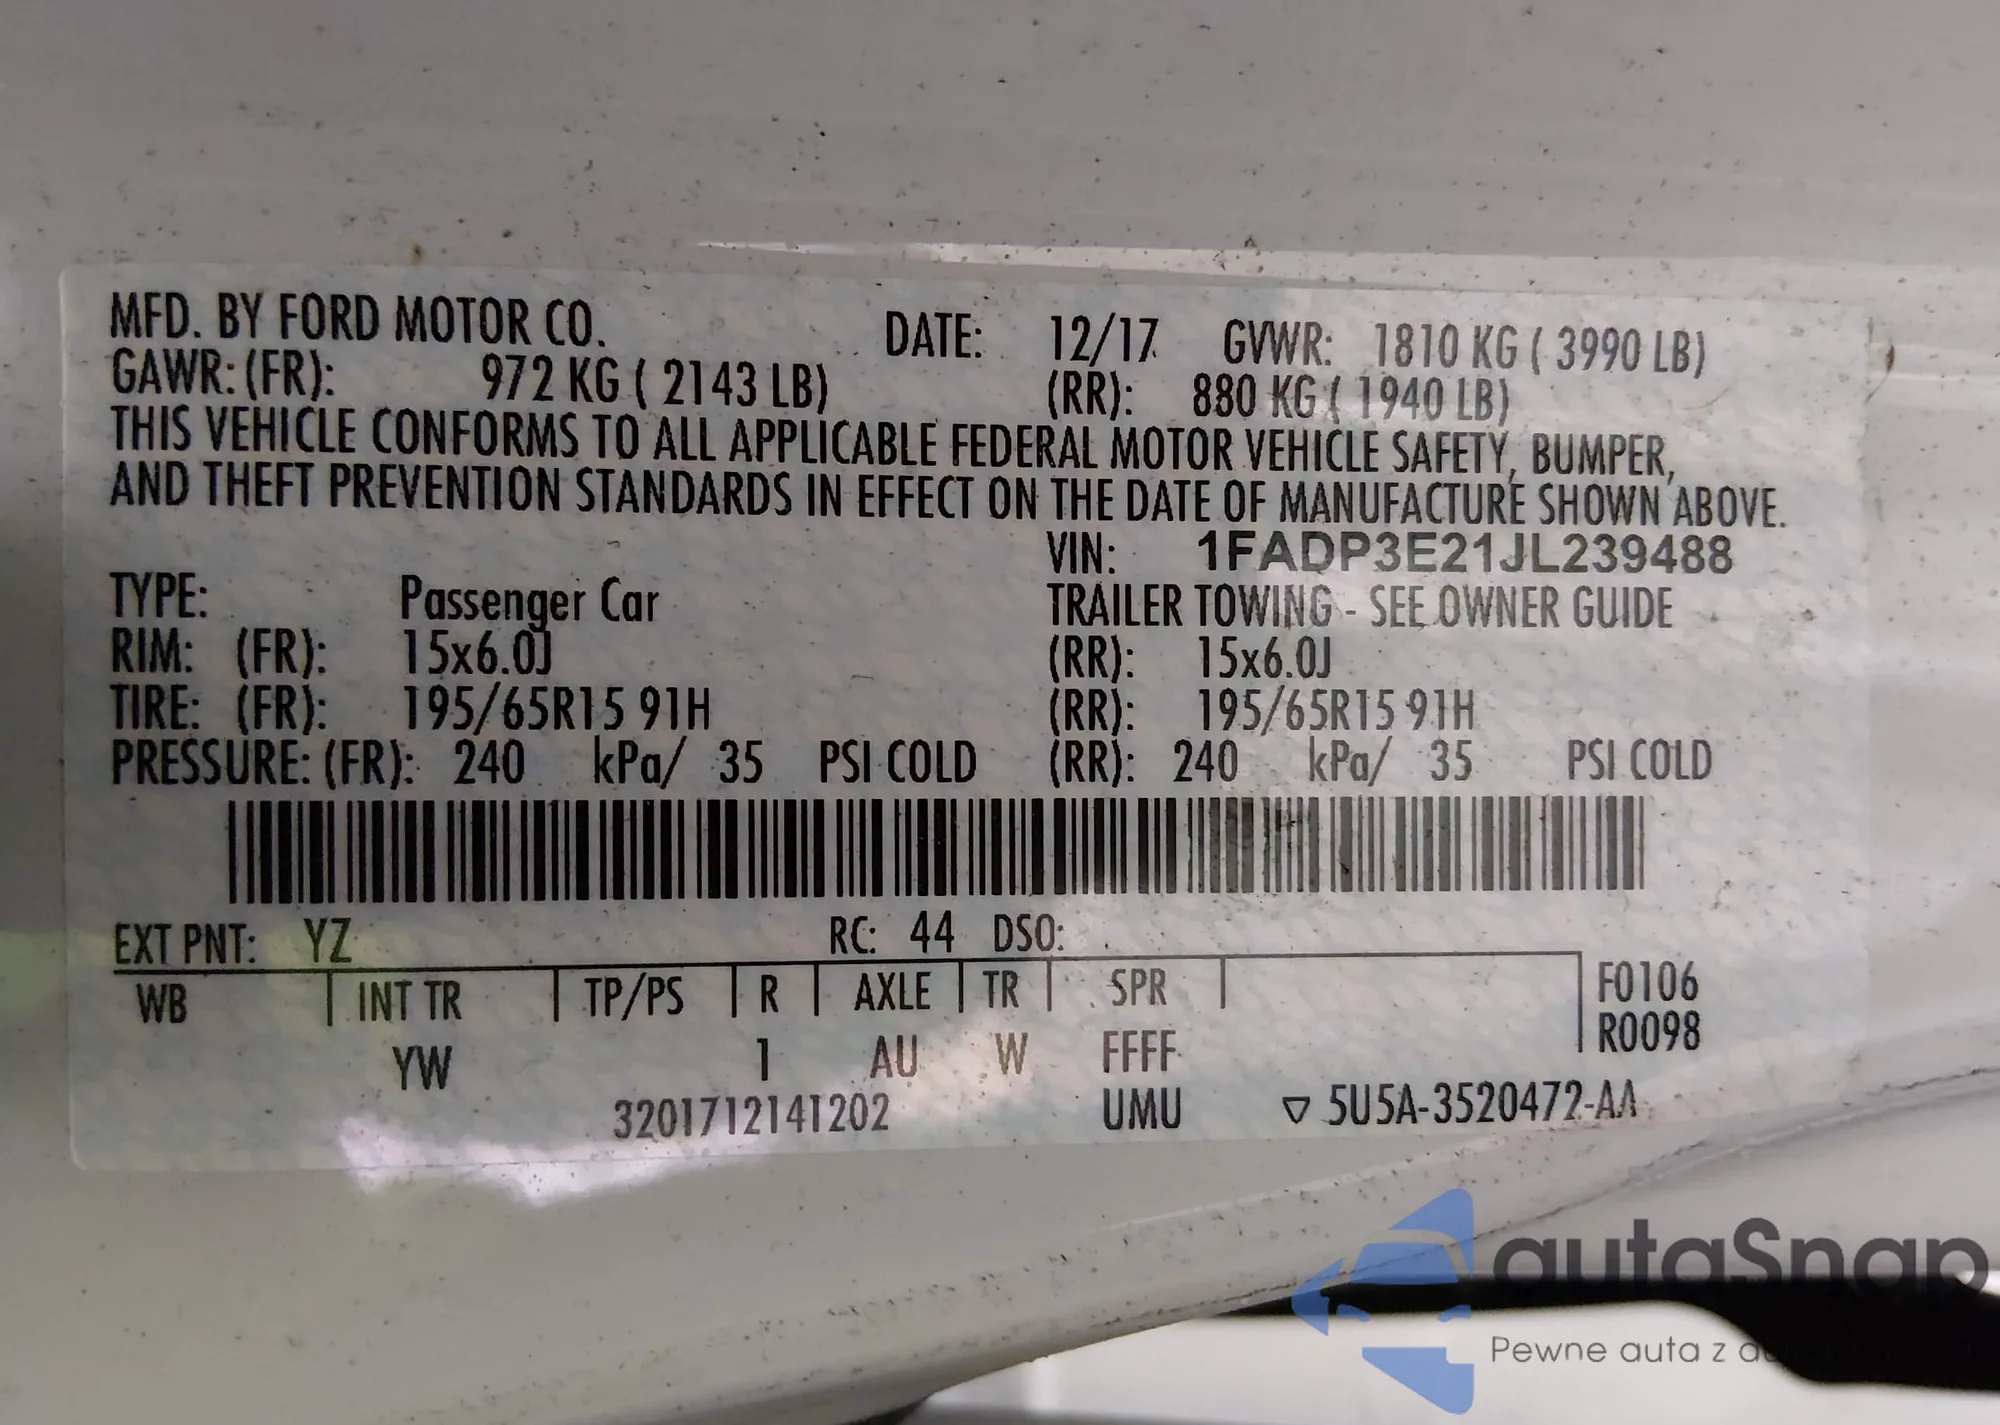 MFD. BY FORD MOTOR CO. DATE: 12/17 GVWR: 1810 KG ( 3990 LB)
GAWR: (FR): 972 KG ( 2143 LB) (RR): 880 KG ( 1940 LB)
THIS VEHICLE CONFORMS TO ALL APPLICABLE FEDERAL MOTOR VEHICLE SAFETY, BUMPER,
AND THEFT PREVENTION STANDARDS IN EFFECT ON THE DATE OF MANUFACTURE SHOWN ABOVE.
VIN: 1FADP3E21JL239488
TYPE: Passenger Car TRAILER TOWING - SEE OWNER GUIDE
RIM: (FR): 15x6.0J (RR): 15x6.0J
TIRE: (FR): 195/65R15 91H (RR): 195/65R15 91H
PRESSURE: (FR): 240 kPa/ 35 PSI COLD (RR): 240 kPa/ 35 PSI COLD
EXT PNT: YZ RC: 44 DSO:
WB INT TR TP/PS R AXLE TR SPR F0106
R0098
YW 1 AU W FFFF
3201712141202 UMU ▽ 5U5A-3520472-AA
autaSnap
Pewne auta z